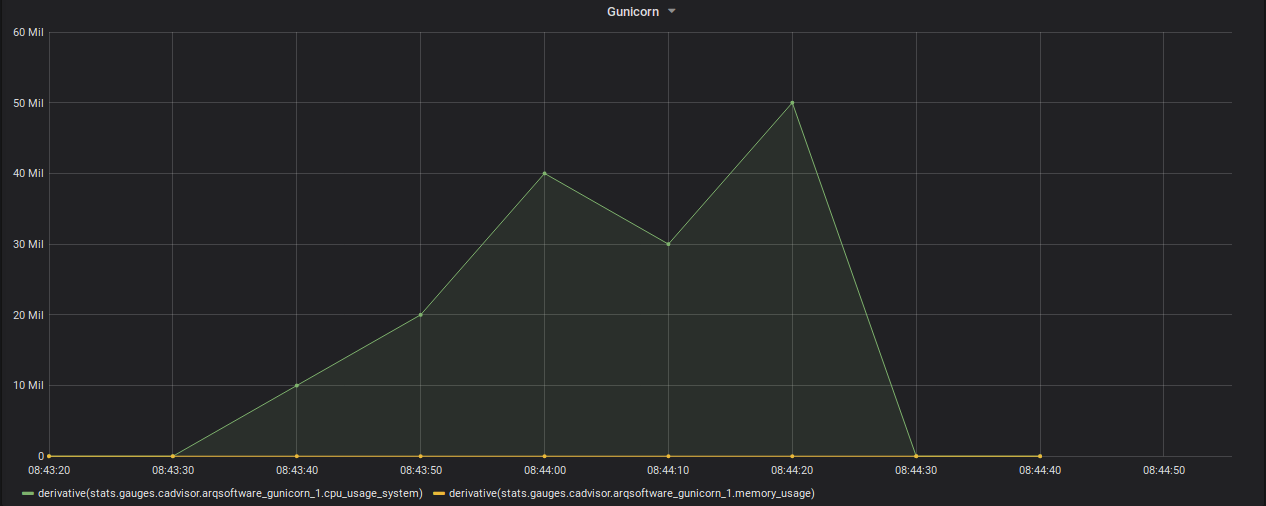 Gunicorn
60 Mil
50 Mil
40 Mil
30 Mil
20 Mil
10 Mil
0
08:43:20 08:43:30 08:43:40 08:43:50 08:44:00 08:44:10 08:44:20 08:44:30 08:44:40 08:44:50
derivative(stats.gauges.cadvisor.arqsoftware_gunicorn_1.cpu_usage_system) derivative(stats.gauges.cadvisor.arqsoftware_gunicorn_1.memory_usage)